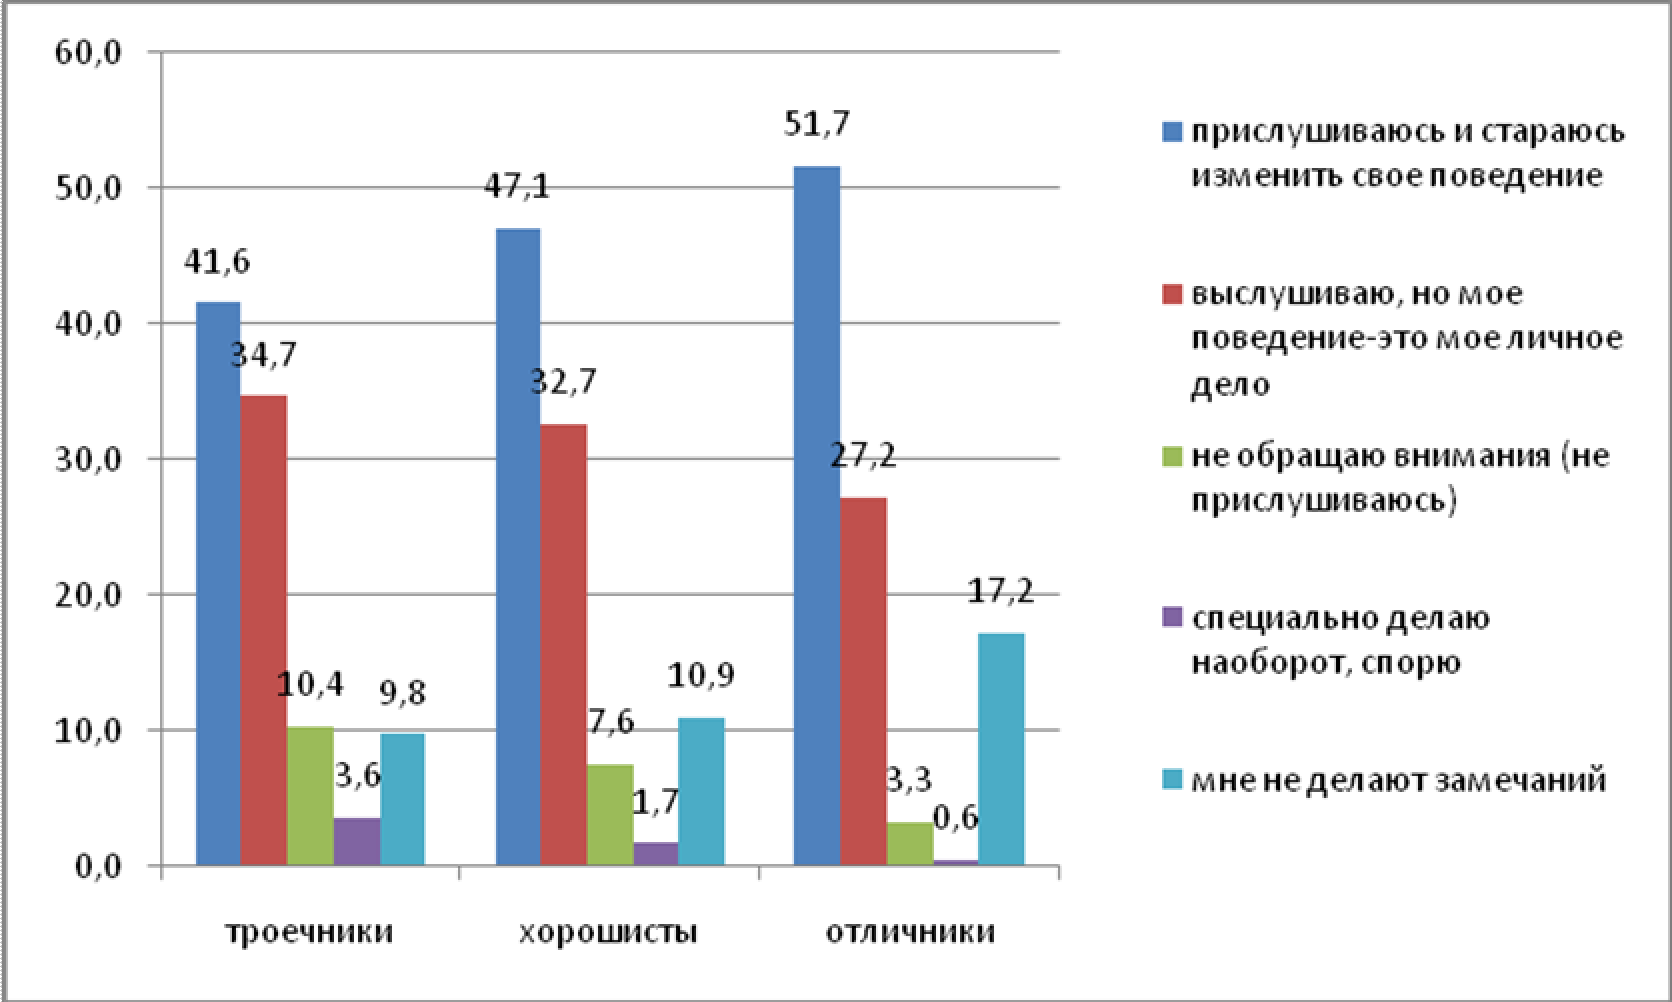 60,0
50,0
40,0
30,0
20,0
10,0
0,0
41,6
34,7
10,4
3,6
9,8
47,1
32,7
7,6
1,7
10,9
51,7
27,2
3,3
0,6
17,2
троечники
хорошисты
отличники
прислушиваюсь и стараюсь
изменить свое поведение
выслушиваю, но мое
поведение-это мое личное
дело
не обращаю внимания (не
прислушиваюсь)
специально делаю
наоборот, спорю
мне не делают замечаний